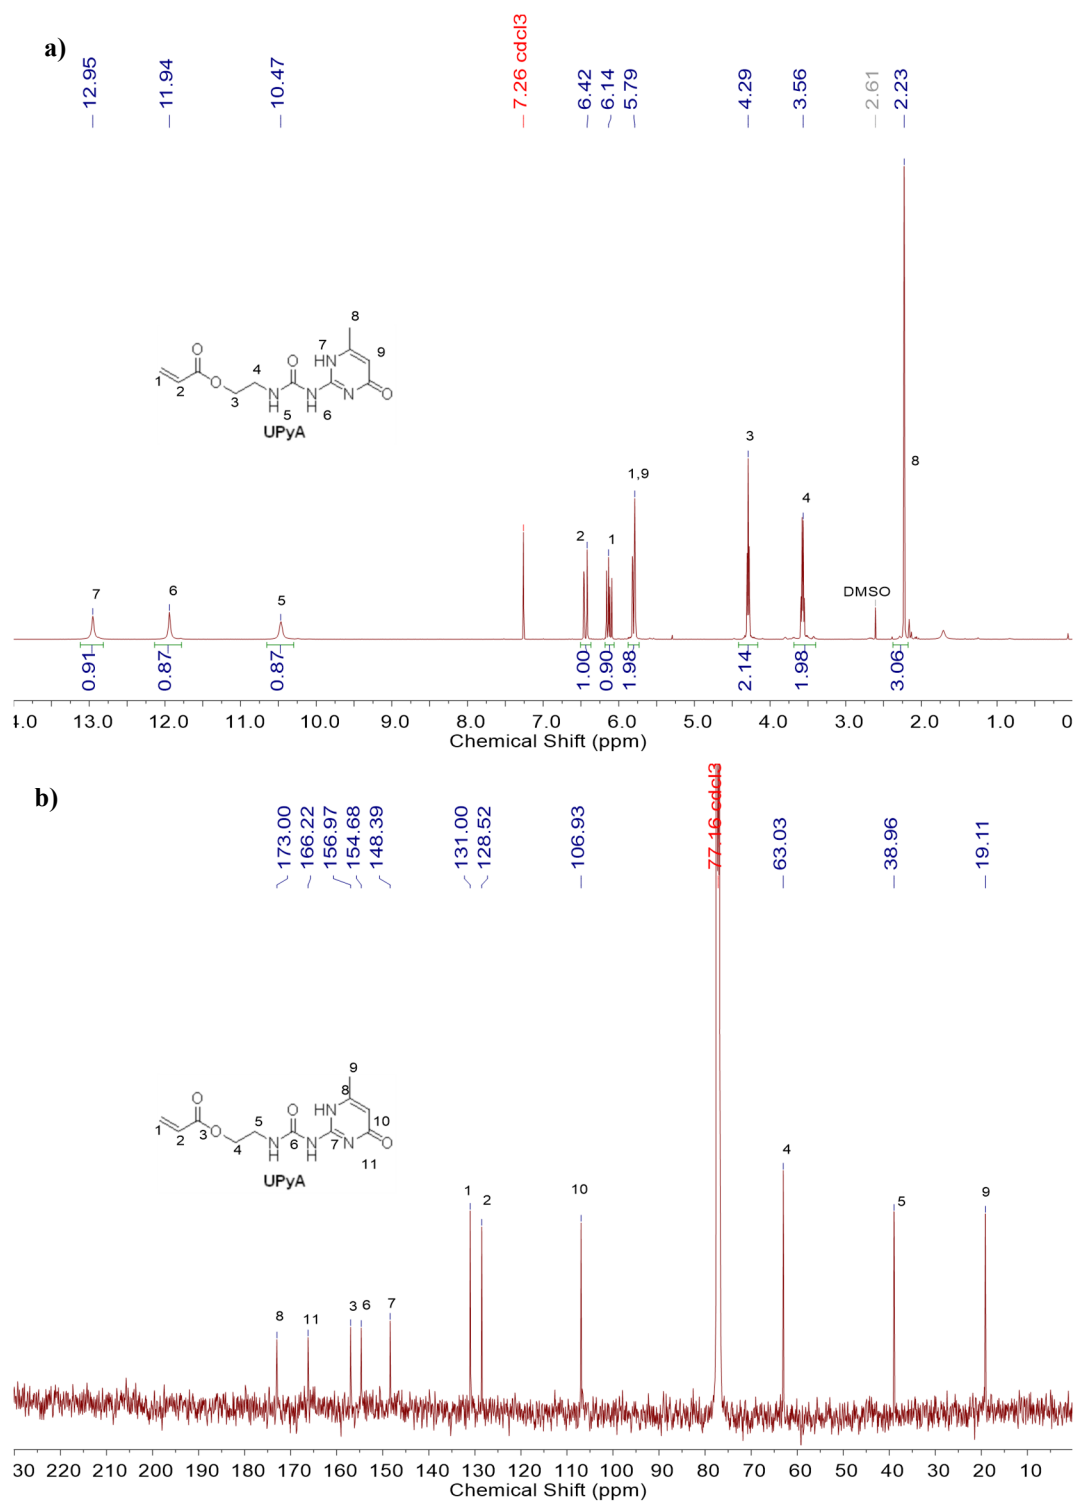 a)
12.95
11.94
10.47
7.26 cdcl3
6.42
6.14
5.79
4.29
3.56
2.61
2.23
8
7
HN
9
O
O
4
1
2
O
3
N
H
N
H
N
O
5
6
UPyA
7
6
5
2
1
1,9
3
4
DMSO
8
0.91
0.87
0.87
1.00
0.90
1.98
2.14
1.98
3.06
4.0 13.0 12.0 11.0 10.0 9.0 7.0 6.0 5.0 4.0 3.0 2.0 1.0 0
Chemical Shift (ppm)
b)
173.00
166.22
156.97
154.68
148.39
131.00
128.52
106.93
77.16 cdcl3
63.03
38.96
19.11
9
8
HN
10
O
O
5
1
2
3
O
4
N
H
6
N
H
7
N
O
11
UPyA
8
11
3
6
7
1
2
10
4
5
9
30 220 210 200 190 180 170 160 150 140 130 120 110 100 90 80 70 60 50 40 30 20 10
Chemical Shift (ppm)